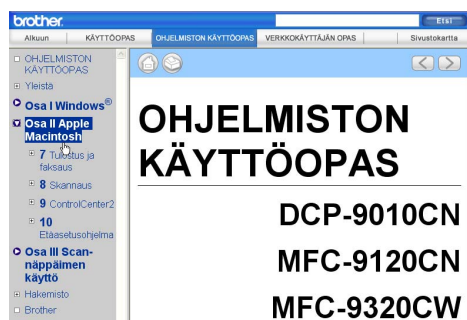 brother
Etsi
Alkuun
KÄYTTÖOPAS
OHJELMISTON KÄYTTÖOPAS
VERKKOKÄYTTÄJÄN OPAS
Sivustokartta
OHJELMISTON
KÄYTTÖOPAS
Yleistä
Osa I Windows®
Osa II Apple
Macintosh
7 Tulostus ja
faksaus
8 Skannaus
9 ControlCenter2
10
Etäasetusohjelma
Osa III Scan-
näppäimen
käyttö
Hakemisto
Brother
OHJELMISTON
KÄYTTÖOPAS
DCP-9010CN
MFC-9120CN
MFC-9320CW